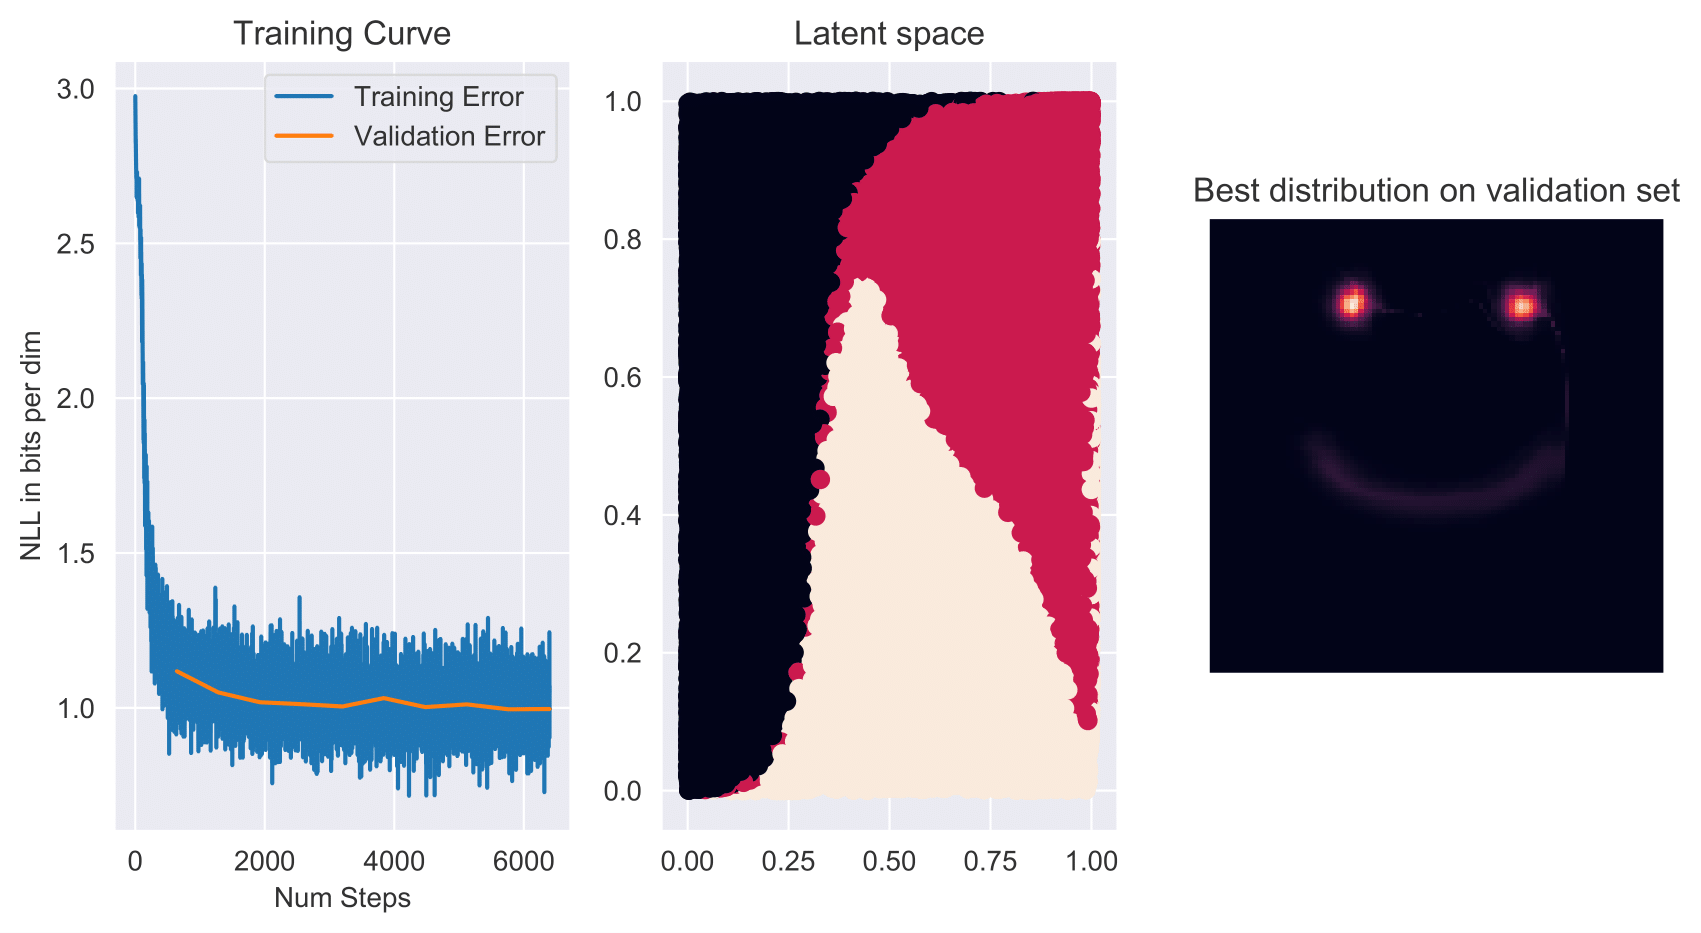 Training Curve
3.0
2.5
2.0
1.5
1.0
NLL in bits per dim
Training Error
Validation Error
0 2000 4000 6000
Num Steps
Latent space
1.0
0.8
0.6
0.4
0.2
0.0
0.00 0.25 0.50 0.75 1.00
Best distribution on validation set